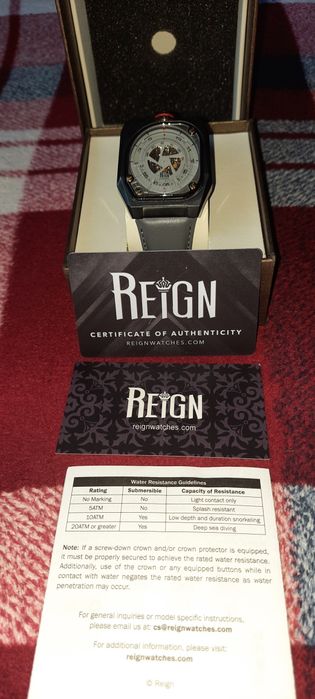 REIGN
CERTIFICATE OF AUTHENTICITY
REIGNWATCHES.COM
REIGN
reignwatches.com
Water Resistance Guidelines
Rating Submersible Capacity of Resistance
No Marking No Light contact only
5ATM No Splash resistant
10ATM Yes Low depth and duration snorkeling
20ATM or greater Yes Deep sea diving
Note: If a screw-down crown and/or crown protector is equipped,
it must be properly secured to achieve the rated water resistance.
Additionally, use of the crown or any equipped buttons while in
contact with water negates the rated water resistance as water
penetration may occur.
For general inquiries or model specific instructions,
please email us at: cs@reignwatches.com
For additional information, please visit:
reignwatches.com
© Reign